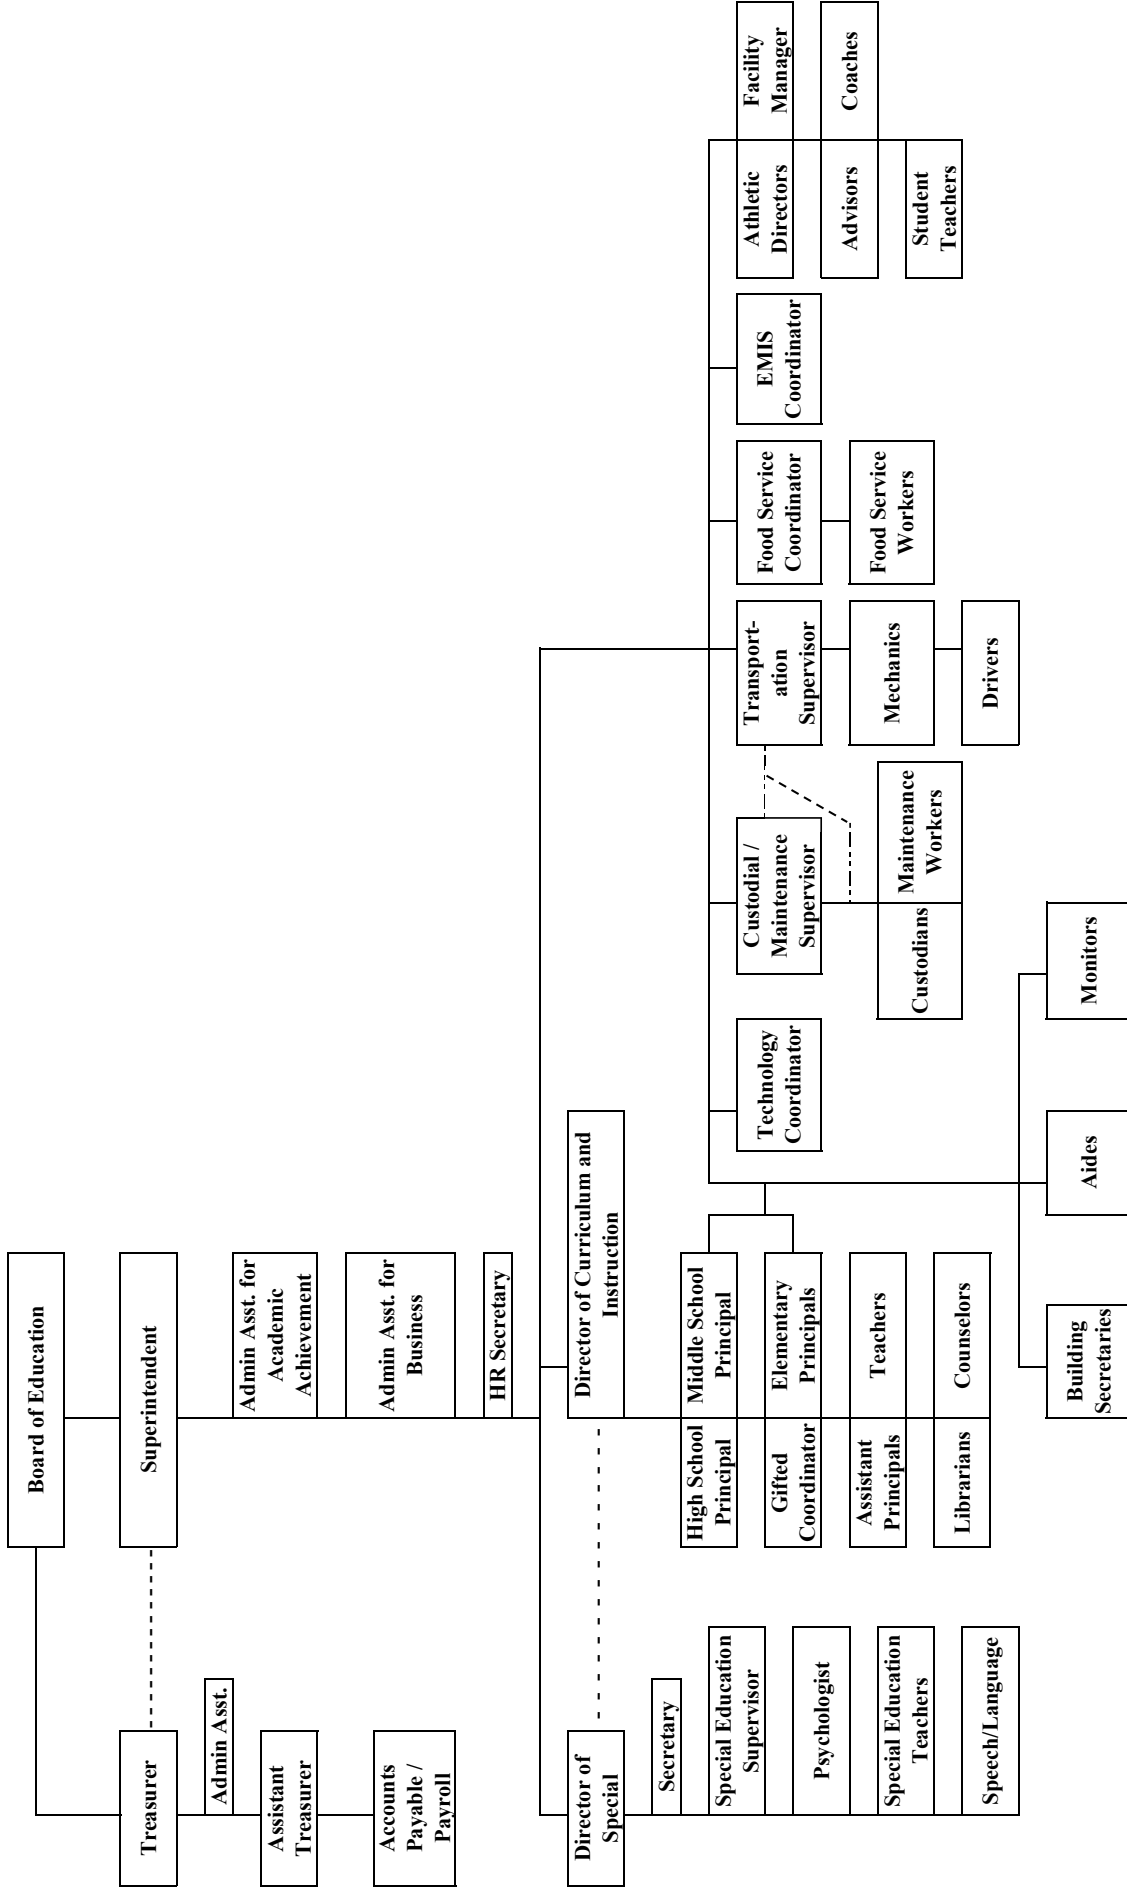 Board of Education
Treasurer
Superintendent
Admin Asst.
Assistant
Treasurer
Accounts
Payable /
Payroll
Admin Asst. for
Academic
Achievement
Admin Asst. for
Business
HR Secretary
Director of
Special
Secretary
Special Education
Supervisor
Psychologist
Special Education
Teachers
Speech/Language
Director of Curriculum and
Instruction
High School
Principal
Middle School
Principal
Gifted
Coordinator
Elementary
Principals
Assistant
Principals
Teachers
Librarians
Counselors
Technology
Coordinator
Custodial /
Maintenance
Supervisor
Custodians
Maintenance
Workers
Transport-
ation
Supervisor
Mechanics
Drivers
Food Service
Coordinator
Food Service
Workers
EMIS
Coordinator
Athletic
Directors
Facility
Manager
Advisors
Coaches
Student
Teachers
Building
Secretaries
Aides
Monitors